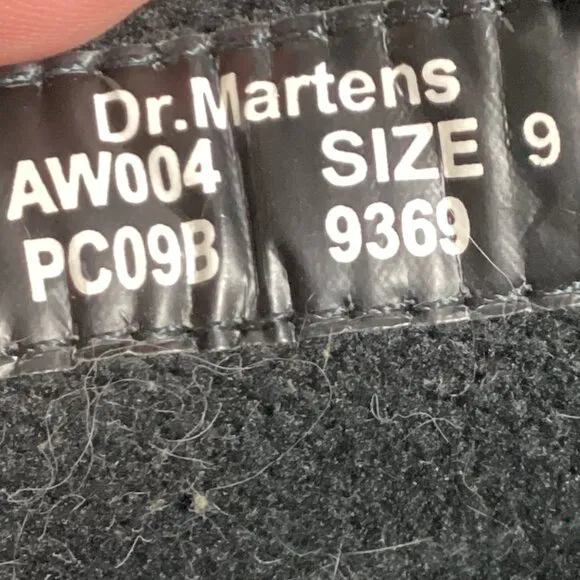 Dr.Martens
AW004 SIZE 9
PC09B 9369